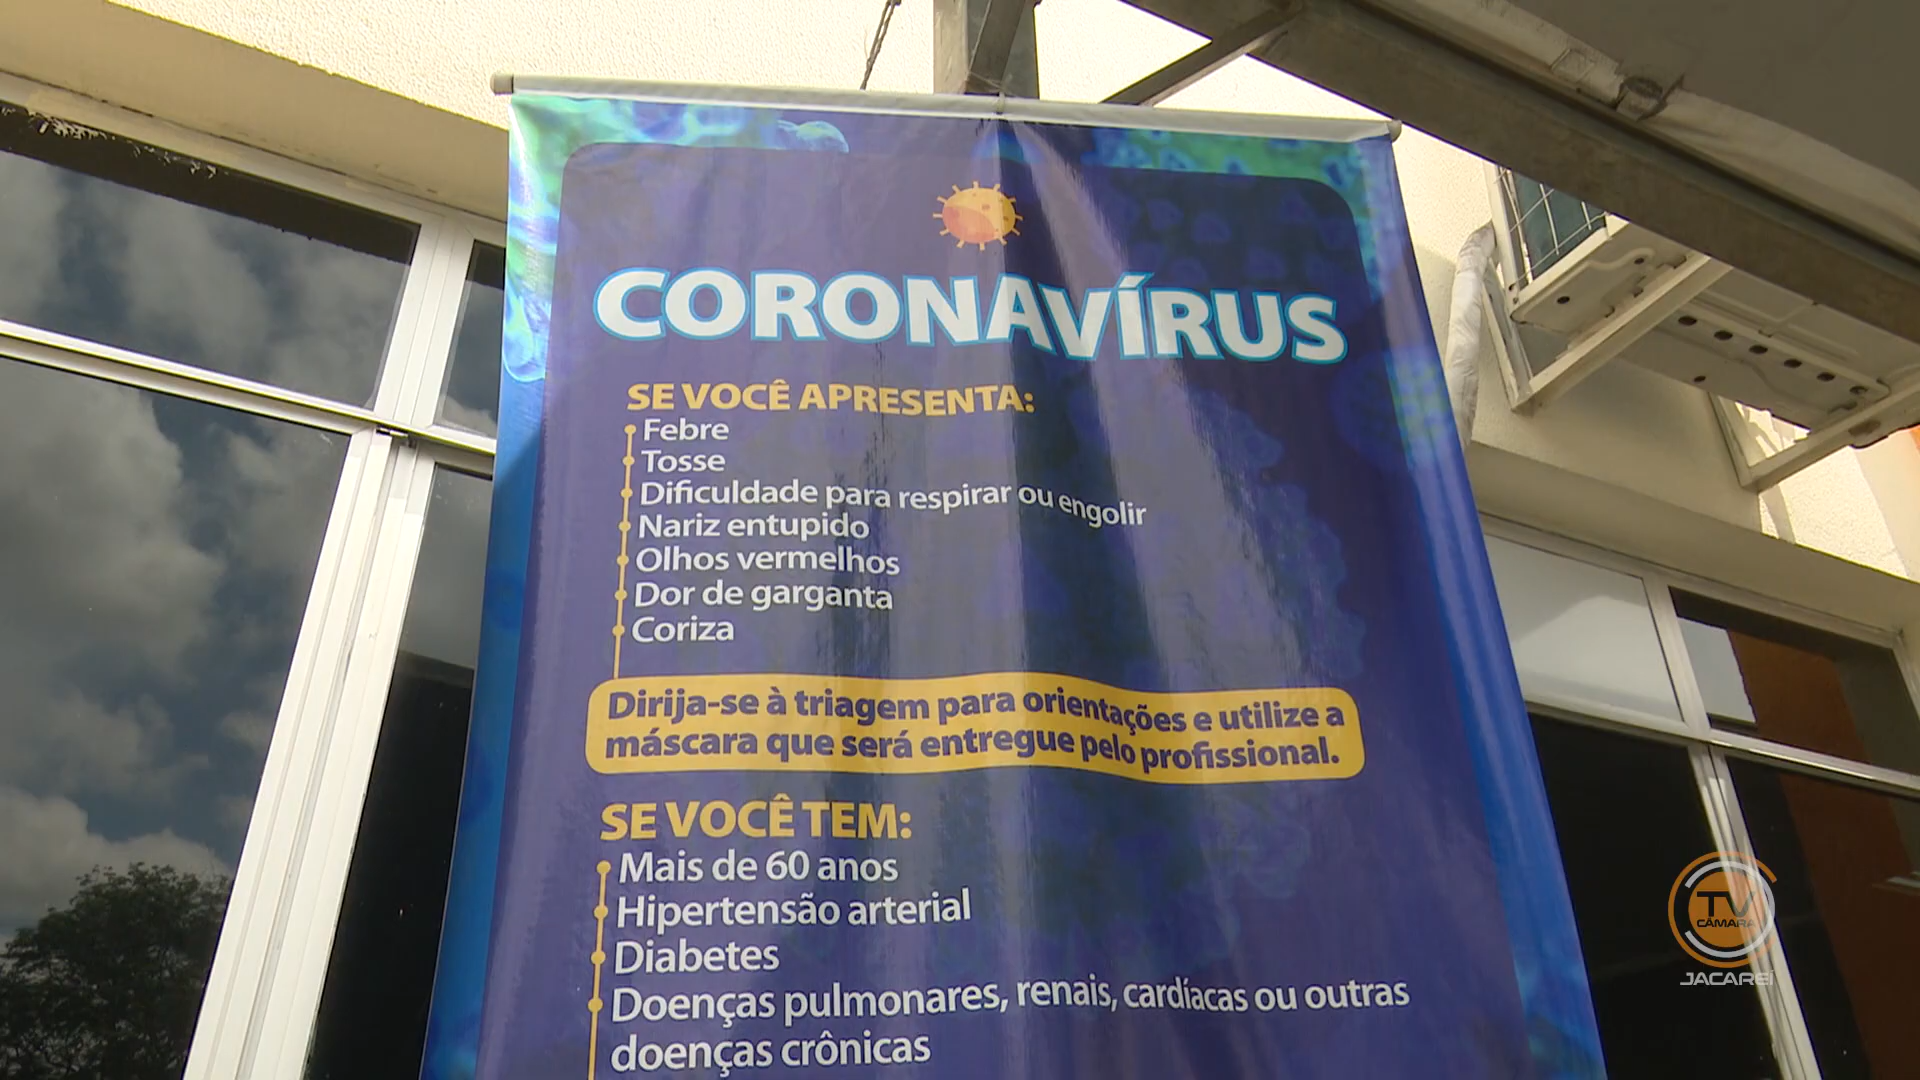 CORONAVÍRUS
SE VOCÊ APRESENTA:
Febre
Tosse
Dificuldade para respirar ou engolir
Nariz entupido
Olhos vermelhos
Dor de garganta
Coriza
Dirija-se à triagem para orientações e utilize a
máscara que será entregue pelo profissional.
SE VOCÊ TEM:
Mais de 60 anos
Hipertensão arterial
Diabetes
Doenças pulmonares, renais, cardíacas ou outras
doenças crônicas
TV
CÂMARA
JACAREÍ